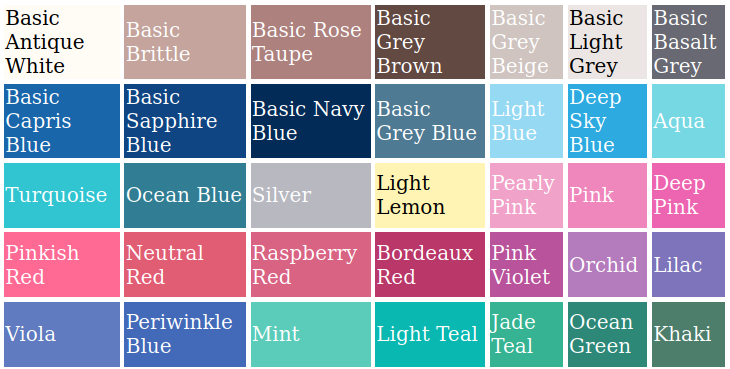 Basic
Antique
White
Basic
Brittle
Basic Rose
Taupe
Basic
Grey
Brown
Basic
Grey
Beige
Basic
Light
Grey
Basic
Basalt
Grey
Basic
Capris
Blue
Basic
Sapphire
Blue
Basic Navy
Blue
Basic
Grey Blue
Light
Blue
Deep
Sky
Blue
Aqua
Turquoise
Ocean Blue
Silver
Light
Lemon
Pearly
Pink
Pink
Deep
Pink
Pinkish
Red
Neutral
Red
Raspberry
Red
Bordeaux
Red
Pink
Violet
Orchid
Lilac
Viola
Periwinkle
Blue
Mint
Light Teal
Jade
Teal
Ocean
Green
Khaki